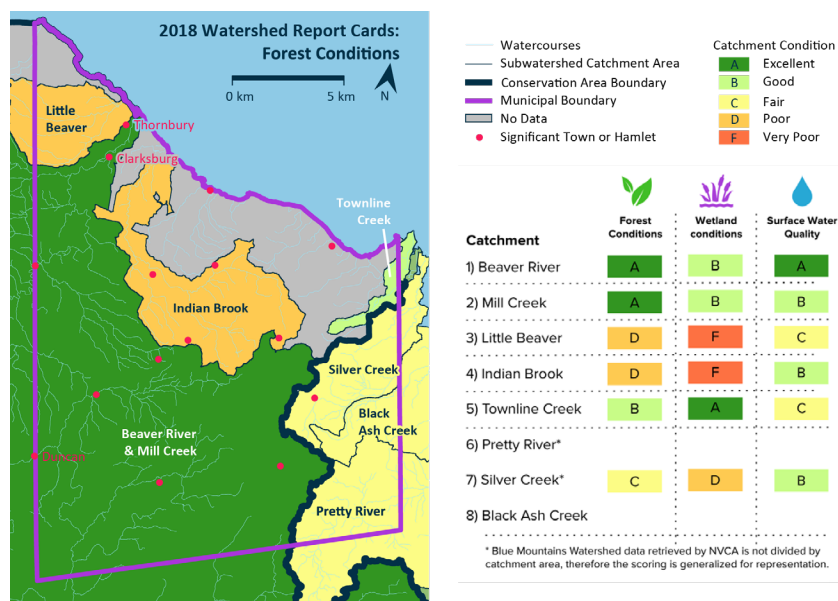 2018 Watershed Report Cards:
Forest Conditions
0 km
5 km
N
Little
Beaver
Thornbury
Clarksburg
Townline
Creek
Indian Brook
Silver Creek
Black
Ash Creek
Beaver River
& Mill Creek
Duncan
Pretty River
Watercourses
Subwatershed Catchment Area
Conservation Area Boundary
Municipal Boundary
No Data
Significant Town or Hamlet
Catchment Condition
A Excellent
B Good
C Fair
D Poor
F Very Poor
Forest
Conditions
Wetland
conditions
Surface Water
Quality
Catchment
1) Beaver River A B A
2) Mill Creek A B B
3) Little Beaver D F C
4) Indian Brook D F B
5) Townline Creek B A C
6) Pretty River*
7) Silver Creek* C D B
8) Black Ash Creek
* Blue Mountains Watershed data retrieved by NVCA is not divided by
catchment area, therefore the scoring is generalized for representation.